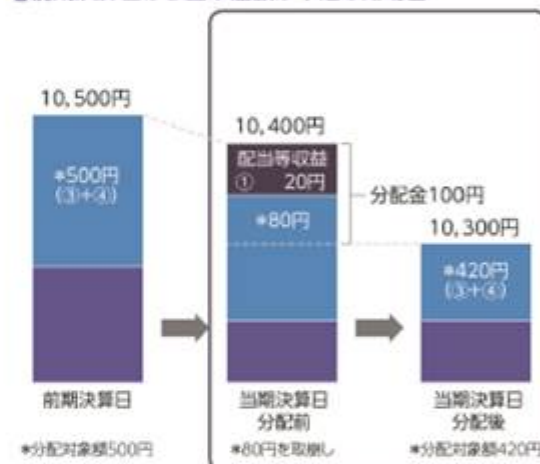 10,500円
*500円
(③+④)
前期決算日
*分配対象額500円
10,400円
配当等収益
① 20円
*80円
分配金100円
当期決算日
分配前
*80円を取崩し
10,300円
*420円
(③+④)
当期決算日
分配後
*分配対象額420円